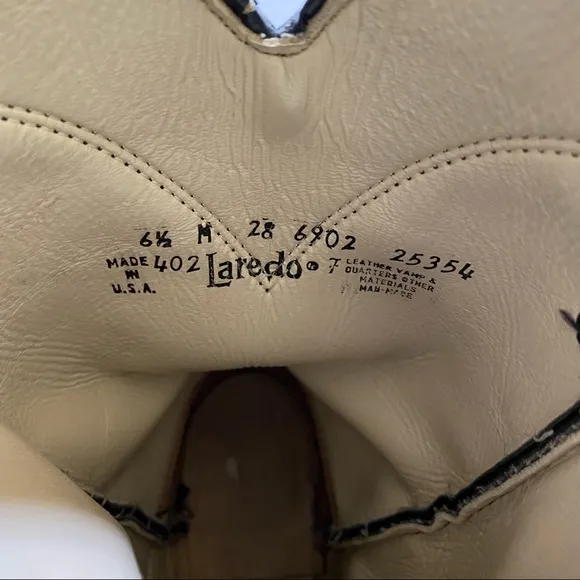 6½ M 28 6902 25354
MADE IN U.S.A. 402 Laredo® 7 LEATHER VAMP & QUARTERS OTHER MATERIALS MAN-MADE